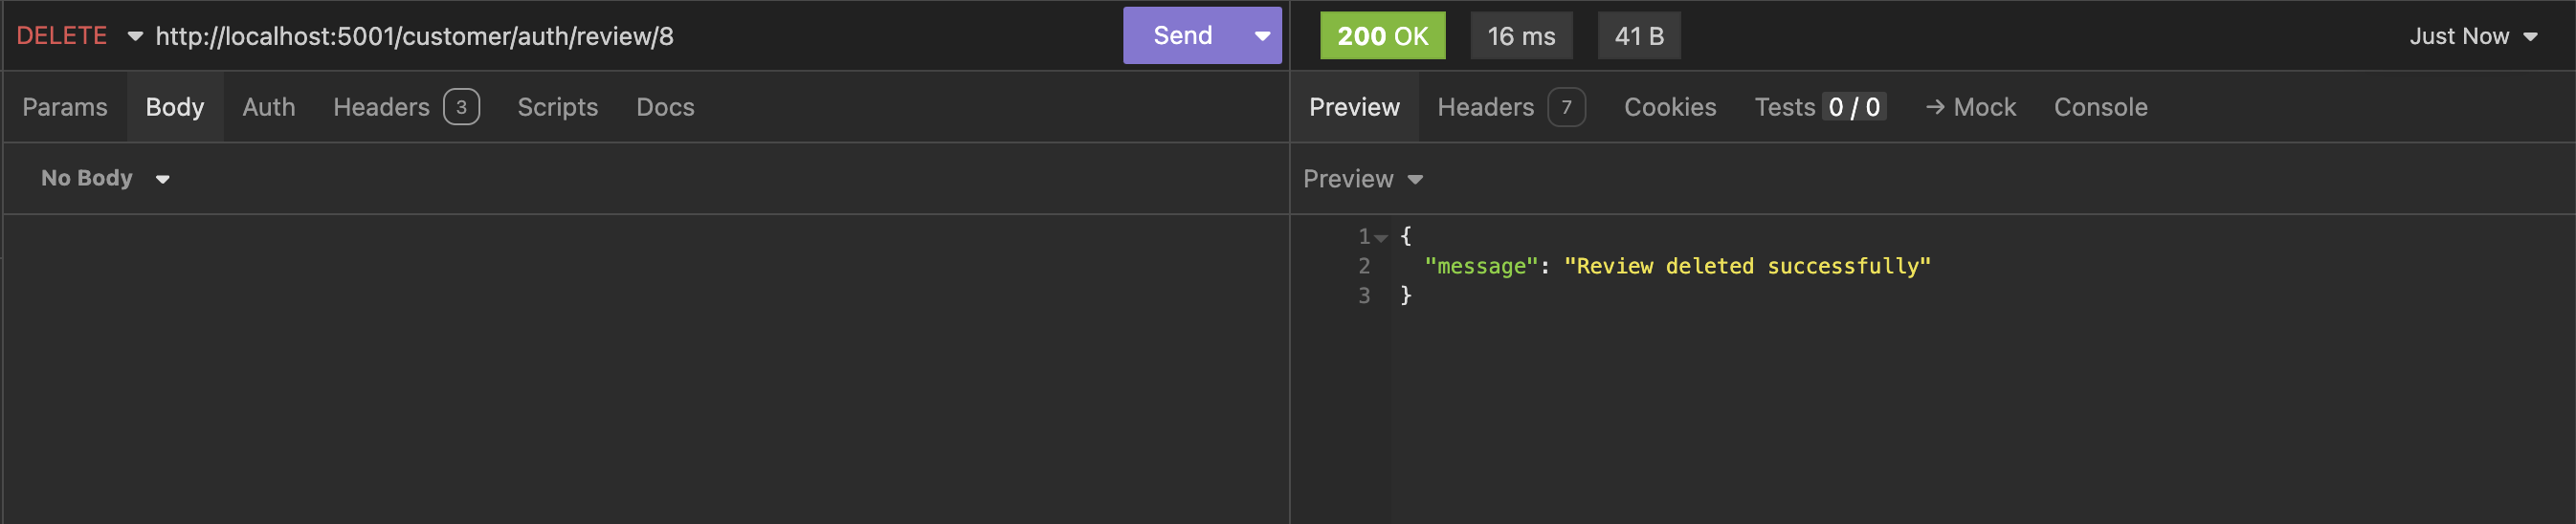 DELETE http://localhost:5001/customer/auth/review/8 Send 200 OK 16 ms 41 B Just Now
Params Body Auth Headers 3 Scripts Docs
Preview Headers 7 Cookies Tests 0 / 0 → Mock Console
No Body
Preview
1 {
2 "message": "Review deleted successfully"
3 }